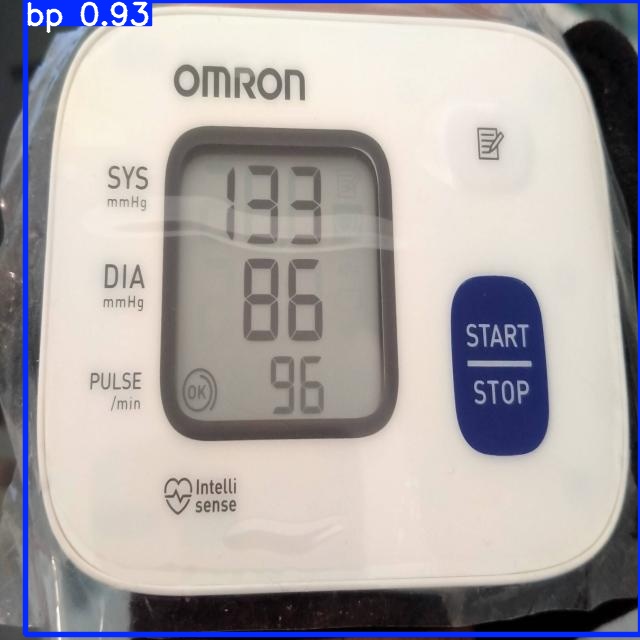 bp 0.93
OMRON
SYS
mmHg
133
DIA
mmHg
86
PULSE
/min
OK
96
START
STOP
Intelli
sense